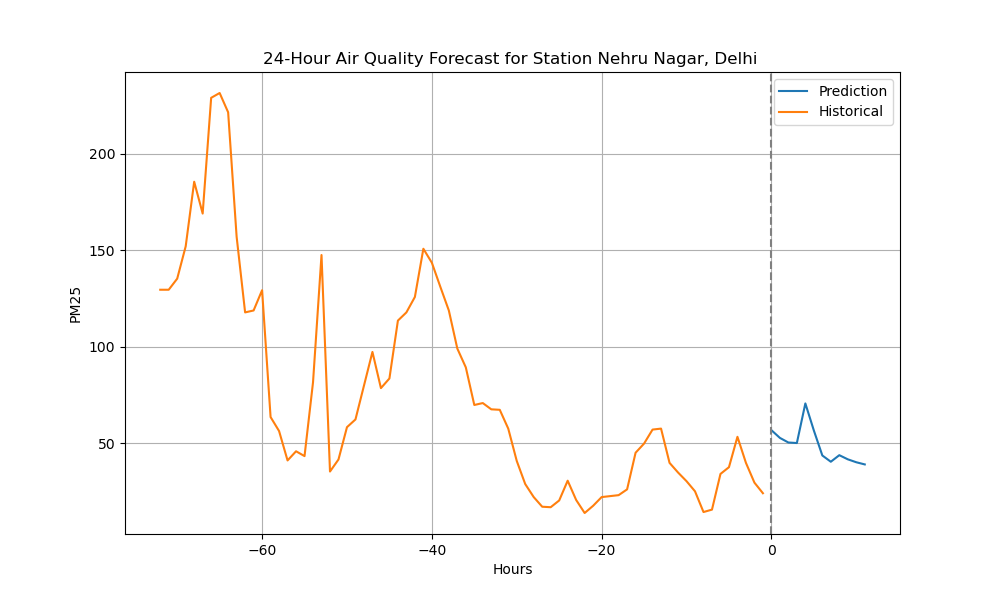 24-Hour Air Quality Forecast for Station Nehru Nagar, Delhi
Prediction
Historical
200
150
100
50
PM25
−60
−40
−20
0
Hours